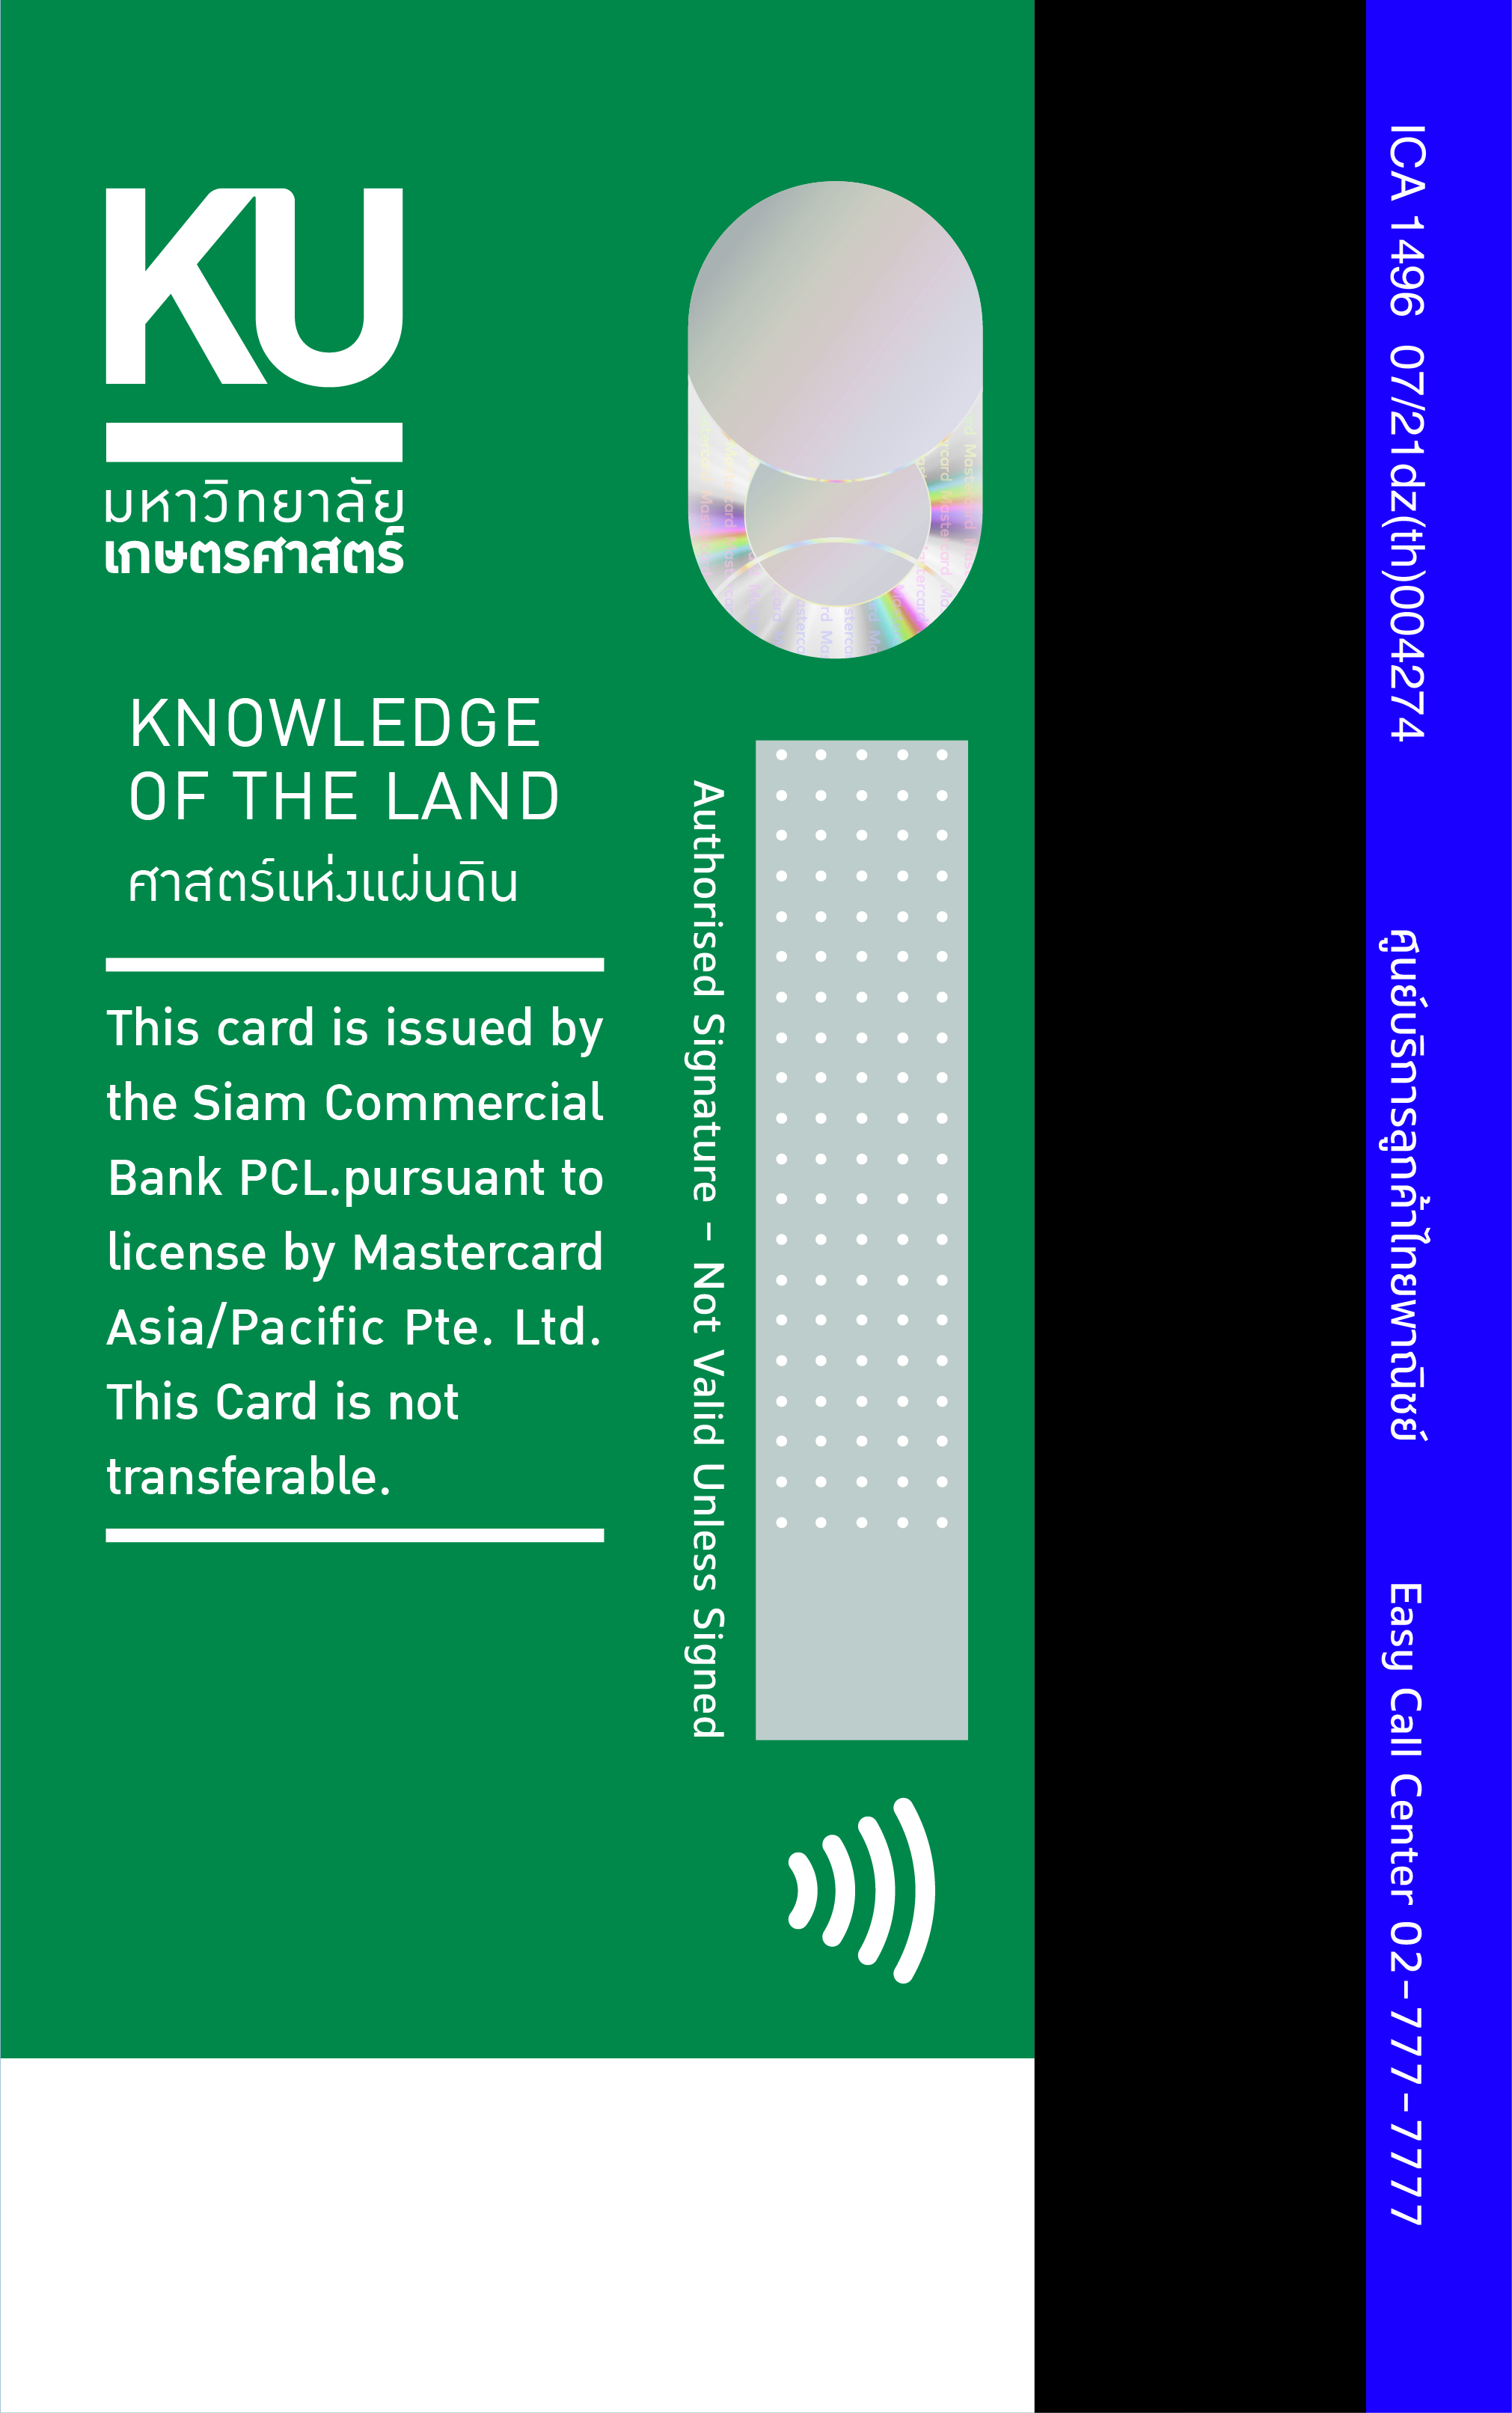 KU
มหาวิทยาลัย
เกษตรศาสตร์
KNOWLEDGE
OF THE LAND
ศาสตร์แห่งแผ่นดิน
This card is issued by
the Siam Commercial
Bank PCL.pursuant to
license by Mastercard
Asia/Pacific Pte. Ltd.
This Card is not
transferable.
Mastercard
Authorised Signature – Not Valid Unless Signed
ICA 1496 07/21dz(th)004274
ศูนย์บริการลูกค้าไทยพาณิชย์
Easy Call Center 02-777-7777